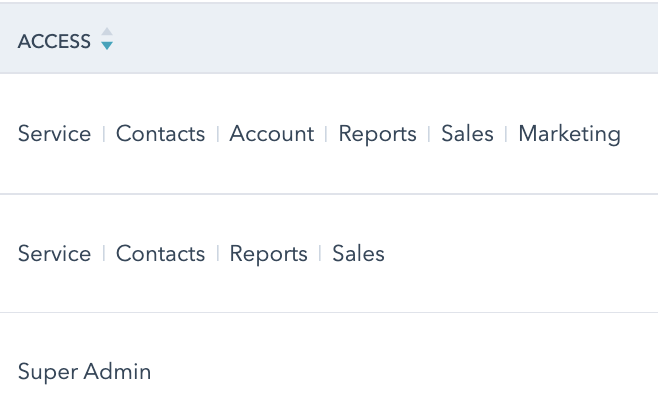 ACCESS
Service | Contacts | Account | Reports | Sales | Marketing
Service | Contacts | Reports | Sales
Super Admin